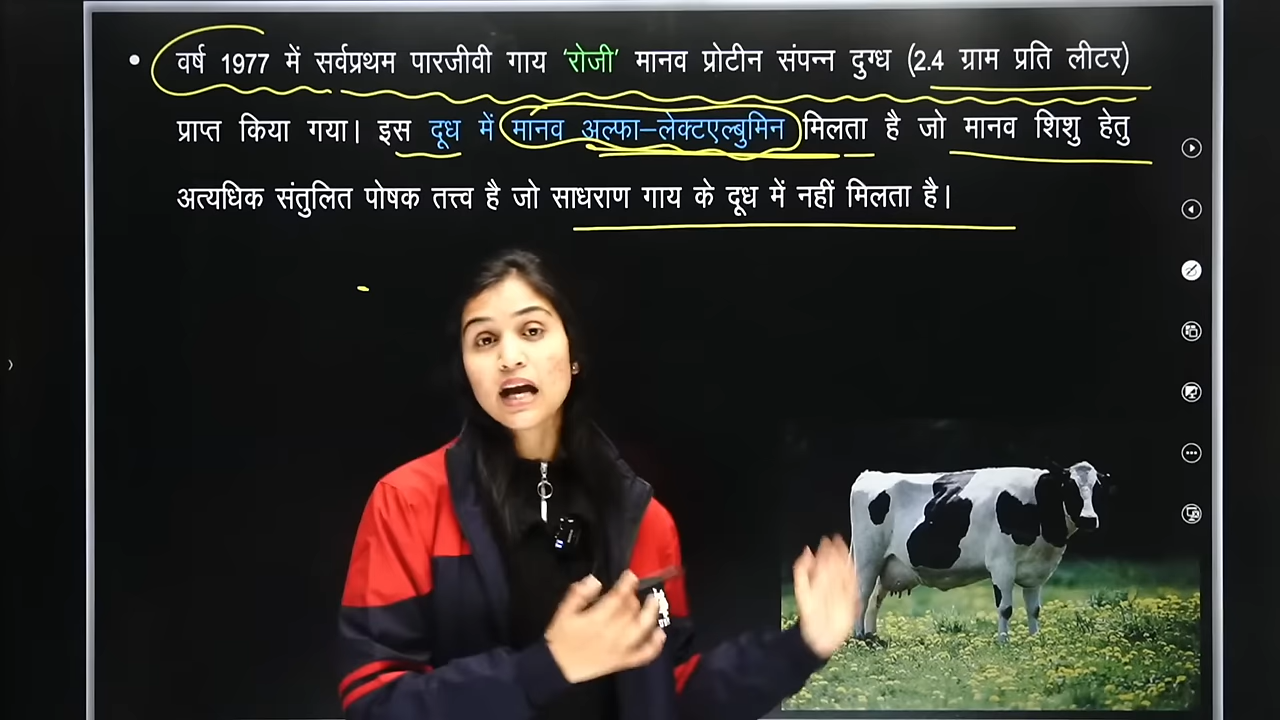 • वर्ष 1977 में सर्वप्रथम पारजीवी गाय 'रोजी' मानव प्रोटीन संपन्न दुग्ध (2.4 ग्राम प्रति लीटर)
प्राप्त किया गया। इस दूध में मानव अल्फा–लेक्टएल्बुमिन मिलता है जो मानव शिशु हेतु
अत्यधिक संतुलित पोषक तत्त्व है जो साधराण गाय के दूध में नहीं मिलता है।